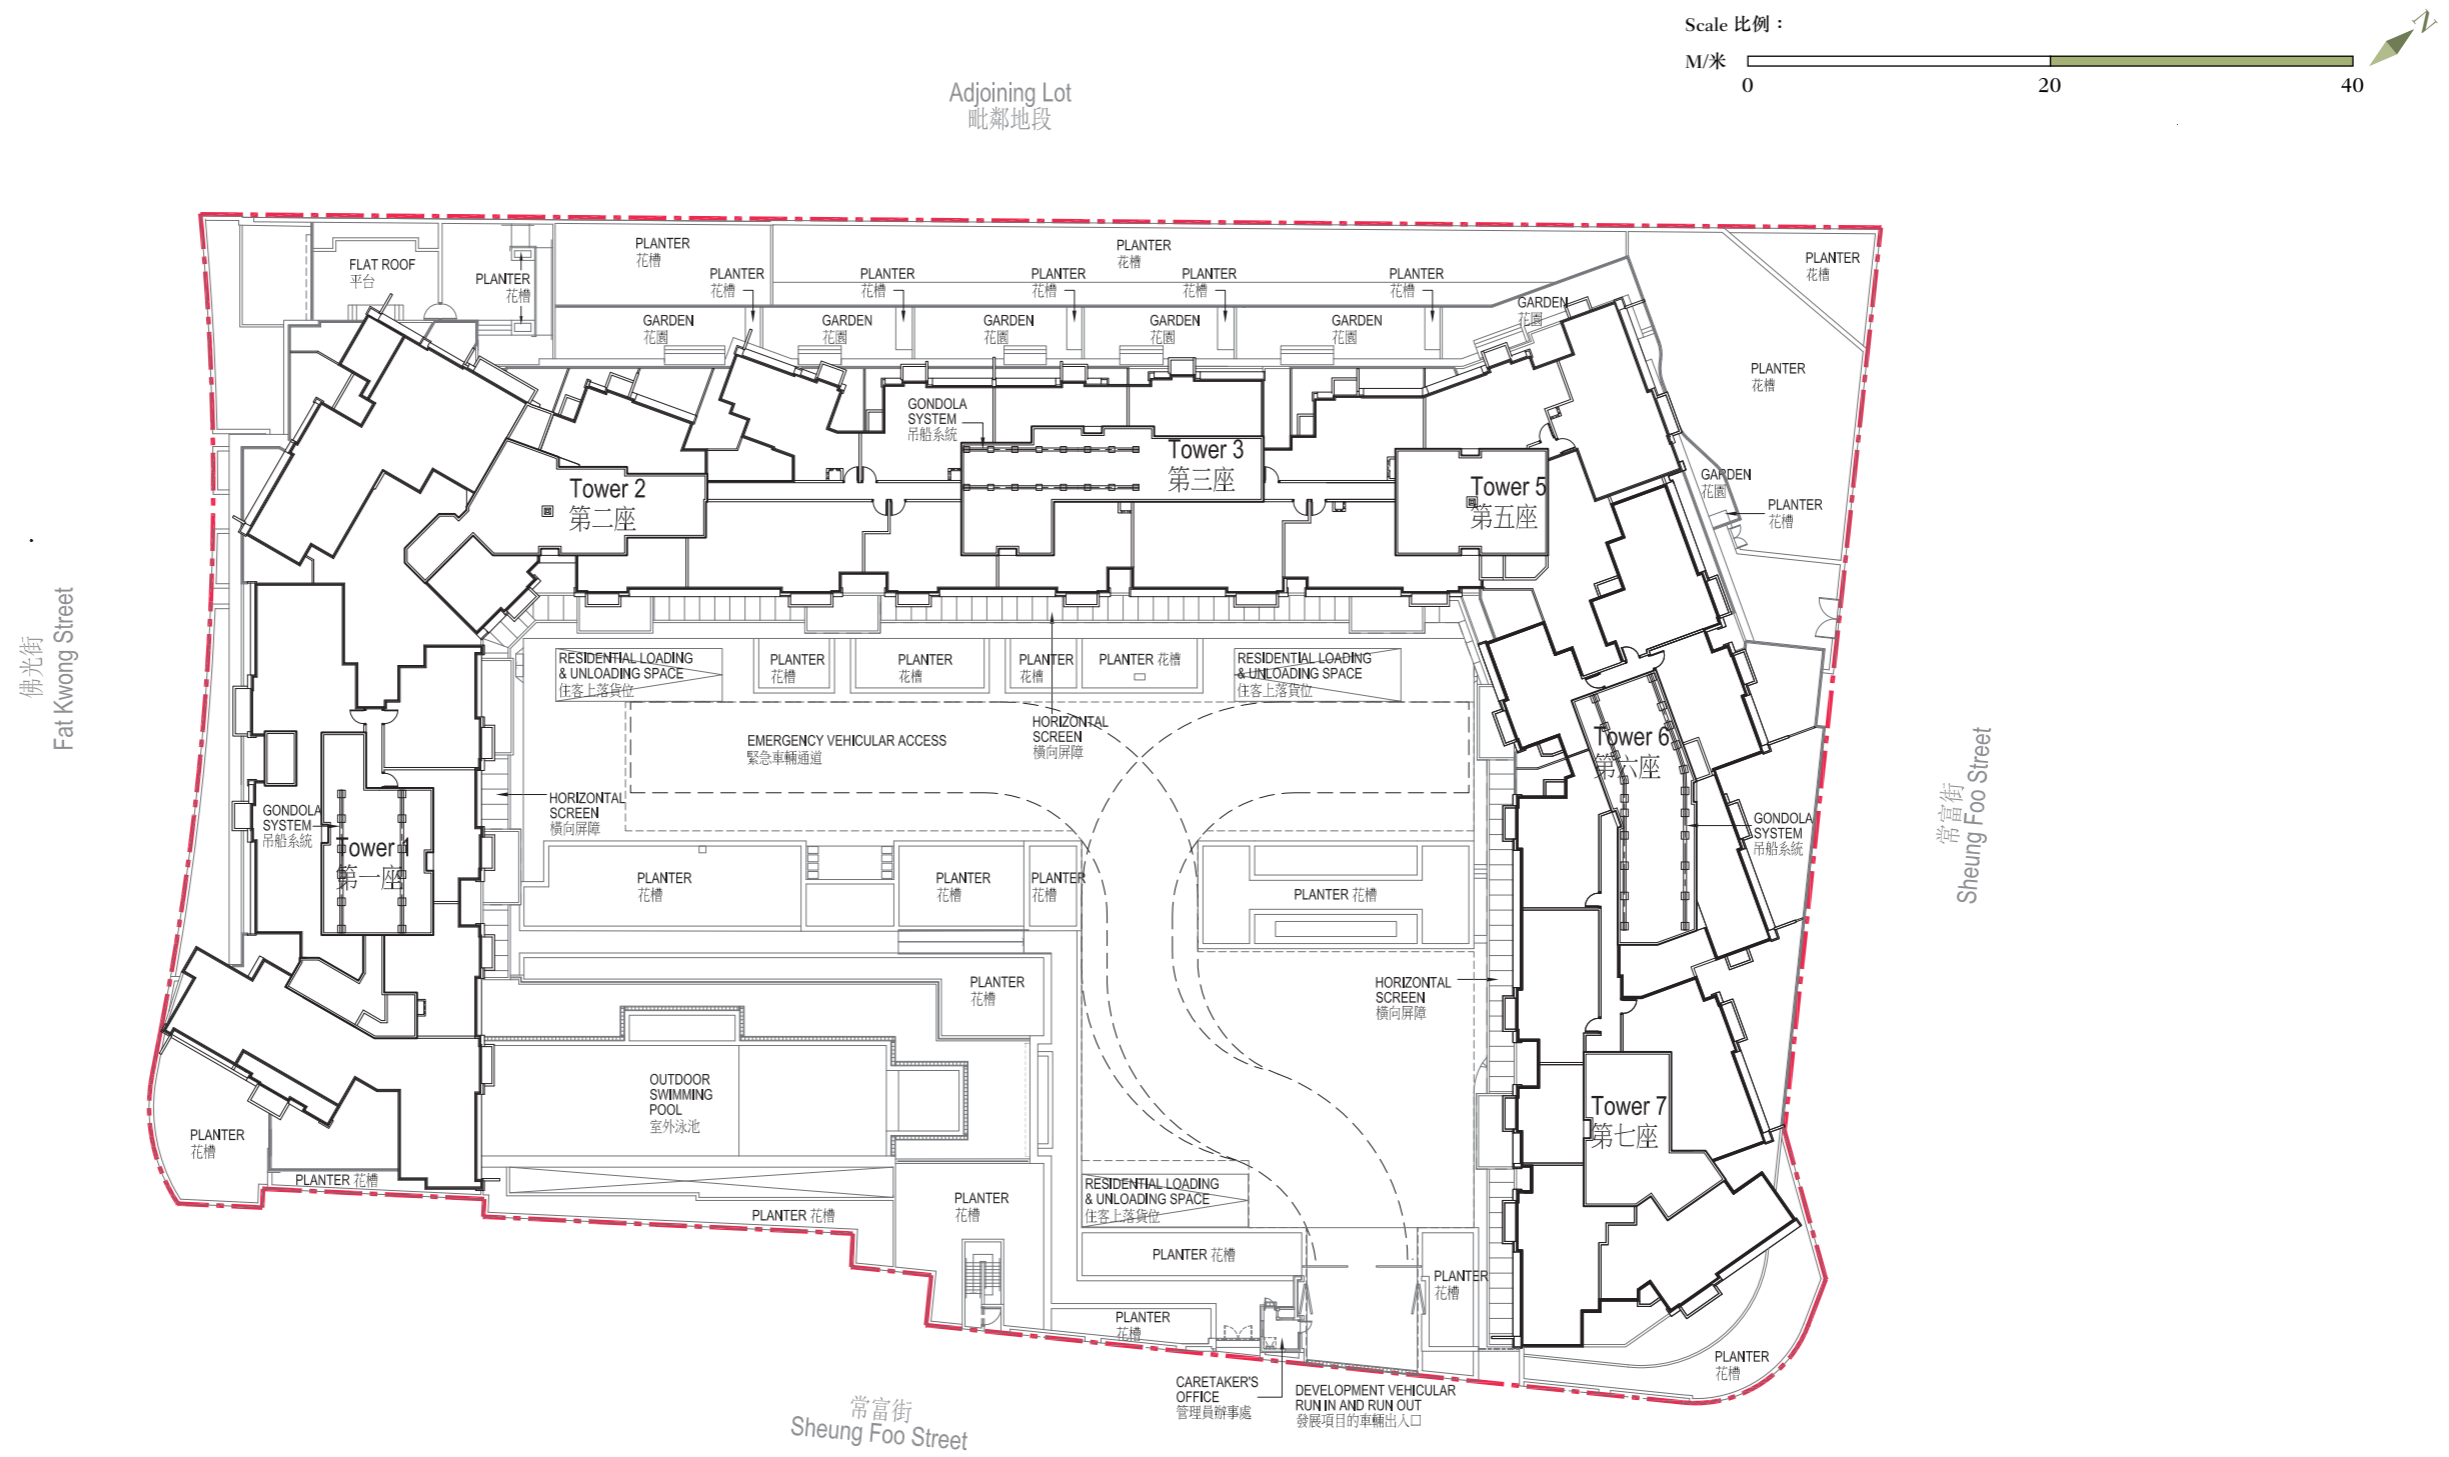 Scale 比例：
N
M/米
0
20
40
Adjoining Lot
毗鄰地段
PLANTER
花槽
PLANTER
花槽
PLANTER
花槽
FLAT ROOF
平台
PLANTER
花槽
PLANTER
花槽
PLANTER
花槽
PLANTER
花槽
PLANTER
花槽
PLANTER
花槽
GARDEN
花園
GARDEN
花園
GARDEN
花園
GARDEN
花園
GARDEN
花園
GARDEN
花園
PLANTER
花槽
GONDOLA
SYSTEM
吊船系統
Tower 3
第三座
Tower 2
第二座
Tower 5
第五座
GARDEN
花園
PLANTER
花槽
佛光街
Fat Kwong Street
RESIDENTIAL LOADING
& UNLOADING SPACE
住客上落貨位
PLANTER
花槽
PLANTER
花槽
PLANTER
花槽
PLANTER 花槽
RESIDENTIAL LOADING
& UNLOADING SPACE
住客上落貨位
HORIZONTAL
SCREEN
橫向屏障
EMERGENCY VEHICULAR ACCESS
緊急車輛通道
Tower 6
第六座
常富街
Sheung Foo Street
HORIZONTAL
SCREEN
橫向屏障
GONDOLA
SYSTEM
吊船系統
Tower 1
第一座
GONDOLA
SYSTEM
吊船系統
PLANTER
花槽
PLANTER
花槽
PLANTER
花槽
PLANTER 花槽
PLANTER
花槽
HORIZONTAL
SCREEN
橫向屏障
OUTDOOR
SWIMMING
POOL
室外泳池
Tower 7
第七座
PLANTER
花槽
PLANTER 花槽
PLANTER
花槽
RESIDENTIAL LOADING
& UNLOADING SPACE
住客上落貨位
PLANTER 花槽
PLANTER 花槽
PLANTER
花槽
PLANTER
花槽
PLANTER
花槽
CARETAKER'S
OFFICE
管理員辦事處
DEVELOPMENT VEHICULAR
RUN IN AND RUN OUT
發展項目的車輛出入口
常富街
Sheung Foo Street